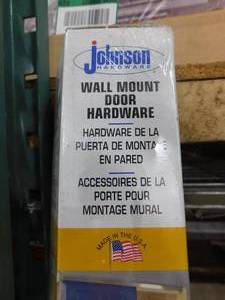 Johnson
HARDWARE
WALL MOUNT
DOOR
HARDWARE
HARDWARE DE LA
PUERTA DE MONTAJE
EN PARED
ACCESSOIRES DE LA
PORTE POUR
MONTAGE MURAL
MADE IN THE U.S.A.